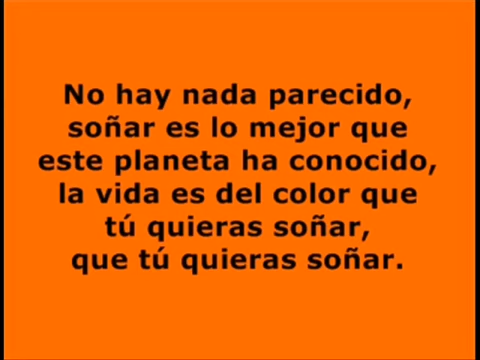 No hay nada parecido,
soñar es lo mejor que
este planeta ha conocido,
la vida es del color que
tú quieras soñar,
que tú quieras soñar.